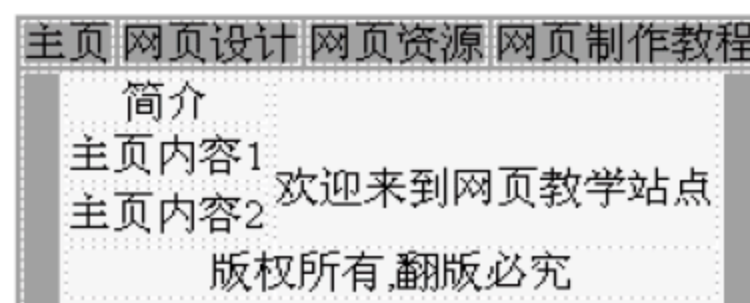 主页 网页设计 网页资源 网页制作教程
简介
主页内容1
主页内容2
欢迎来到网页教学站点
版权所有,翻版必究